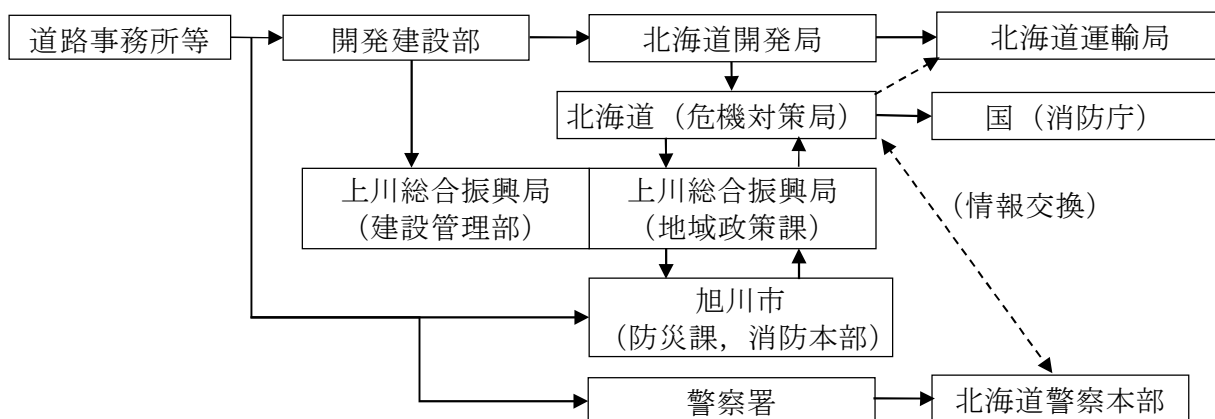 道路事務所等
開発建設部
北海道開発局
北海道運輸局
北海道（危機対策局）
国（消防庁）
上川総合振興局
（建設管理部）
上川総合振興局
（地域政策課）
（情報交換）
旭川市
（防災課，消防本部）
警察署
北海道警察本部